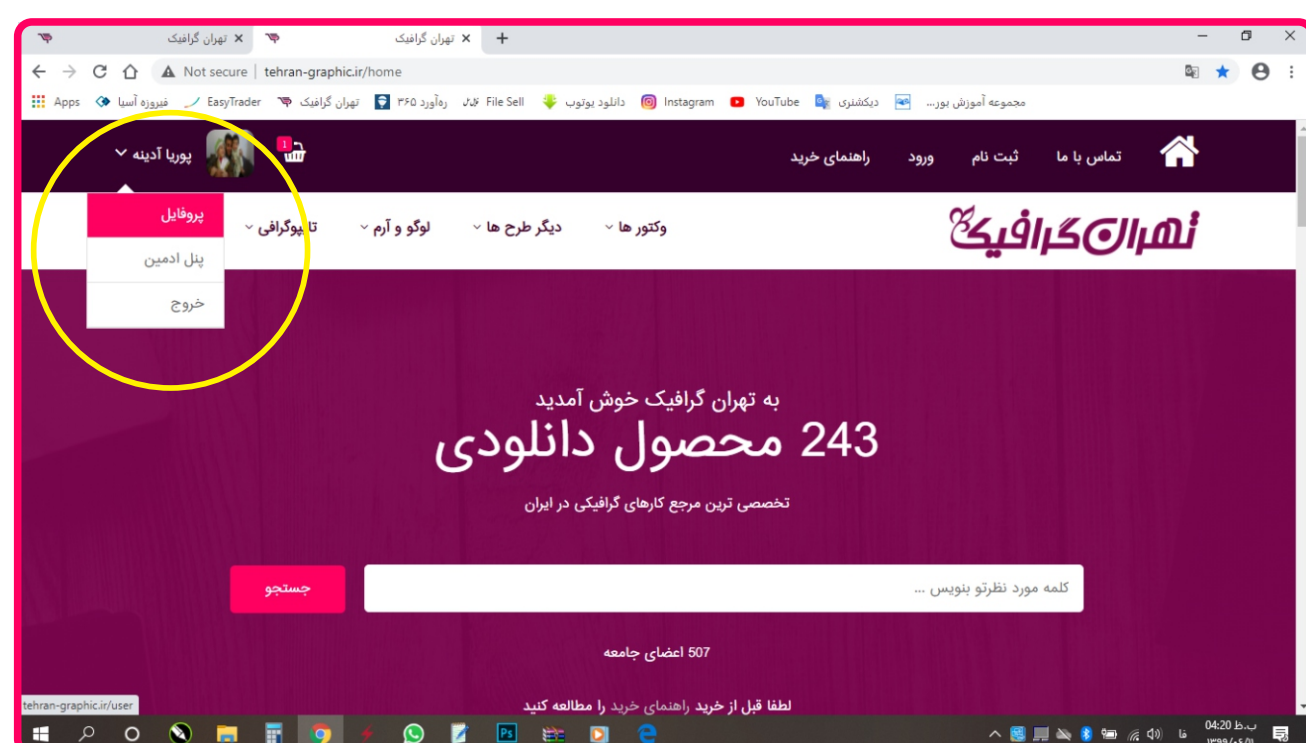 تهران گرافیک
تهران گرافیک
Not secure | tehran-graphic.ir/home
Apps فیروزه آسیا EasyTrader تهران گرافیک رهآورد ۳۶۵ File Sell دانلود یوتوب Instagram YouTube دیکشنری مجموعه آموزش بور...
تماس با ما ثبت نام ورود راهنمای خرید
1
پوریا آدینه
تهران گرافیک
وکتور ها دیگر طرح ها لوگو و آرم تایپوگرافی
پروفایل
پنل ادمین
خروج
به تهران گرافیک خوش آمدید
243 محصول دانلودی
تخصصی ترین مرجع کارهای گرافیکی در ایران
کلمه مورد نظرتو بنویس ...
جستجو
507 اعضای جامعه
لطفا قبل از خرید راهنمای خرید را مطالعه کنید
tehran-graphic.ir/user
Ps
فا
04:20 ب.ظ